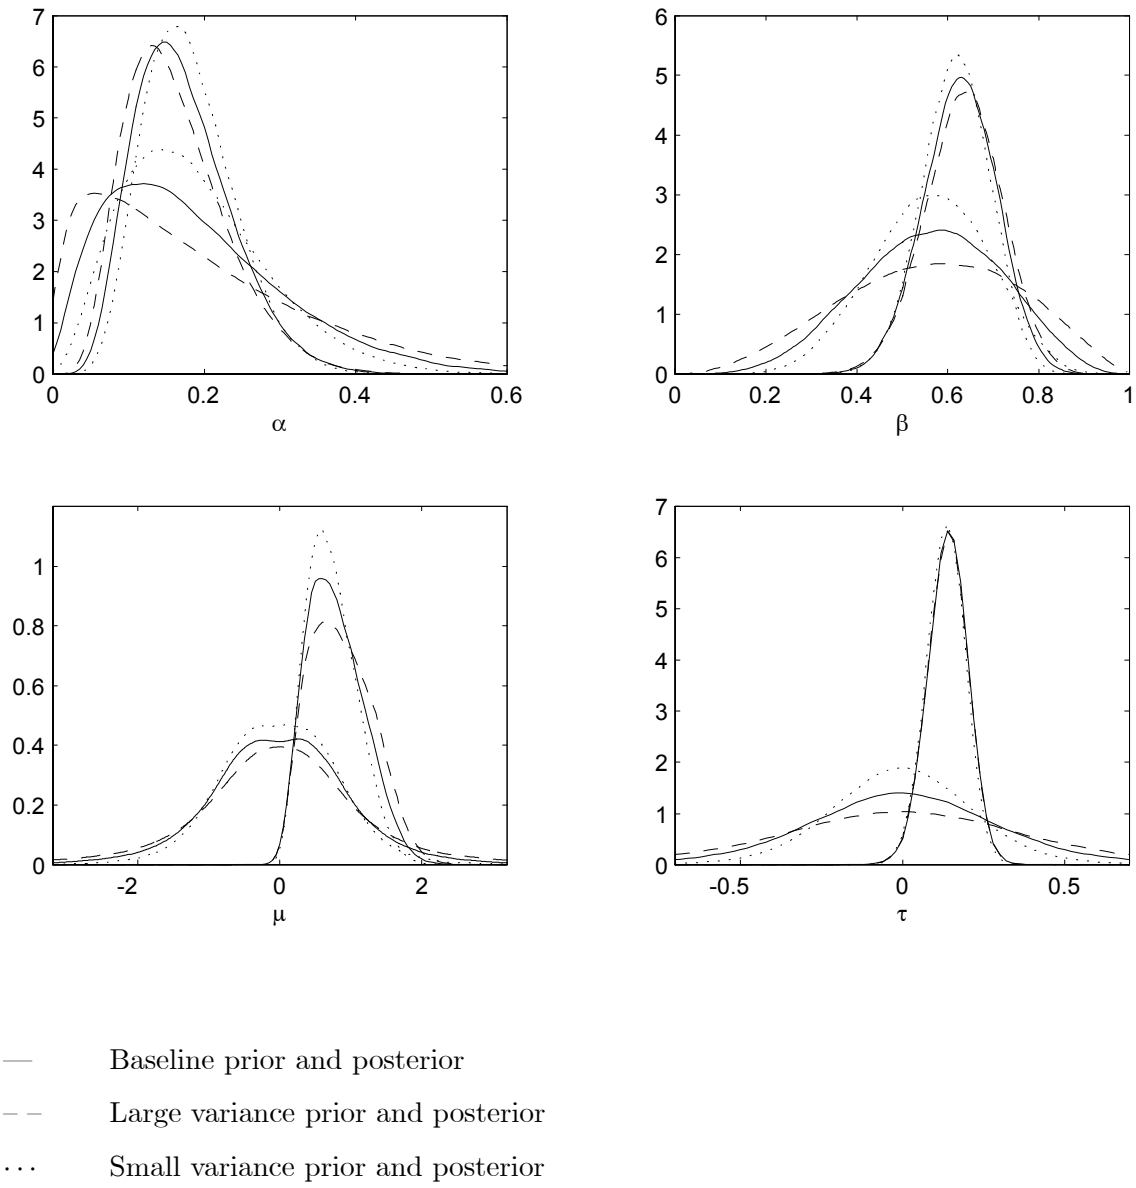 7
6
5
4
3
2
1
0
0 0.2 0.4 0.6
α
6
5
4
3
2
1
0
0 0.2 0.4 0.6 0.8 1
β
1
0.8
0.6
0.4
0.2
0
-2 0 2
μ
7
6
5
4
3
2
1
0
-0.5 0 0.5
τ
Baseline prior and posterior
Large variance prior and posterior
Small variance prior and posterior